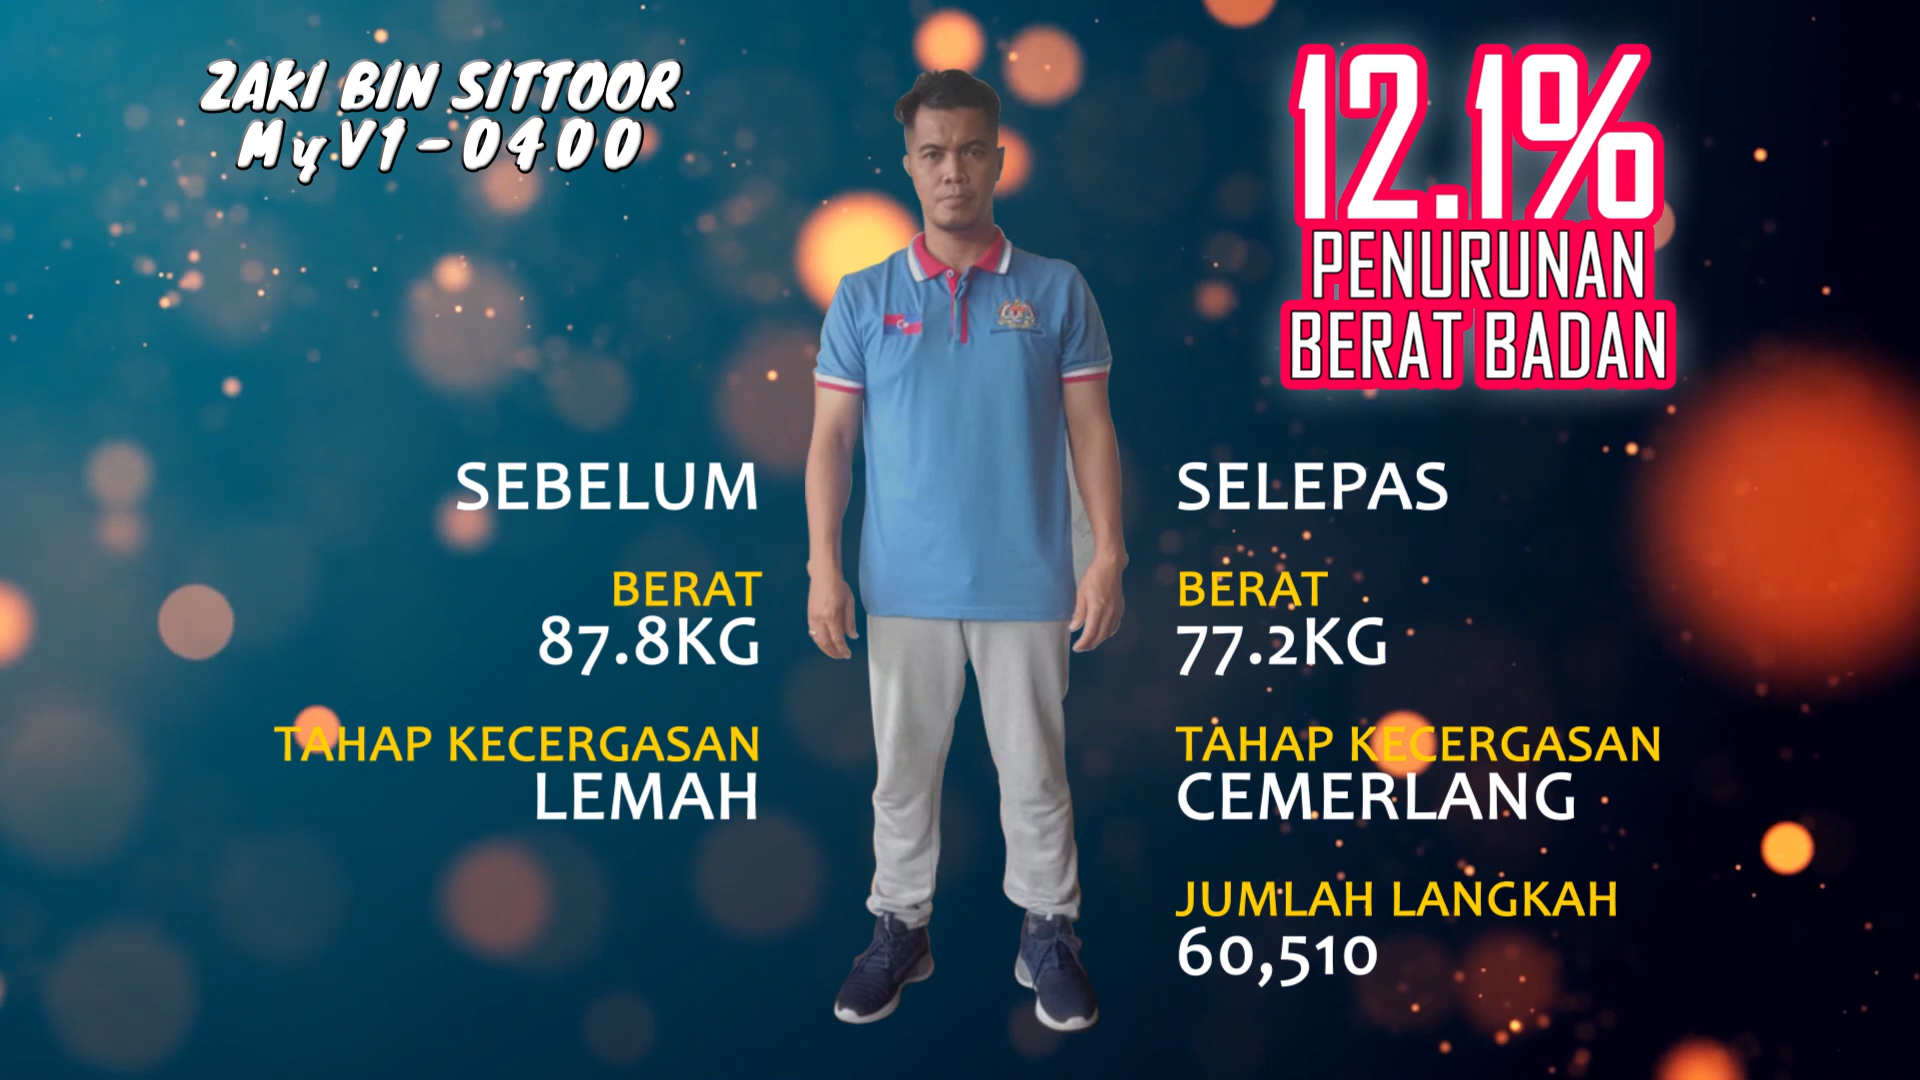 ZAKI BIN SITTOOR
MyV1-0400
12.1%
PENURUNAN
BERAT BADAN
SEBELUM
BERAT
87.8KG
TAHAP KECERGASAN
LEMAH
SELEPAS
BERAT
77.2KG
TAHAP KECERGASAN
CEMERLANG
JUMLAH LANGKAH
60,510